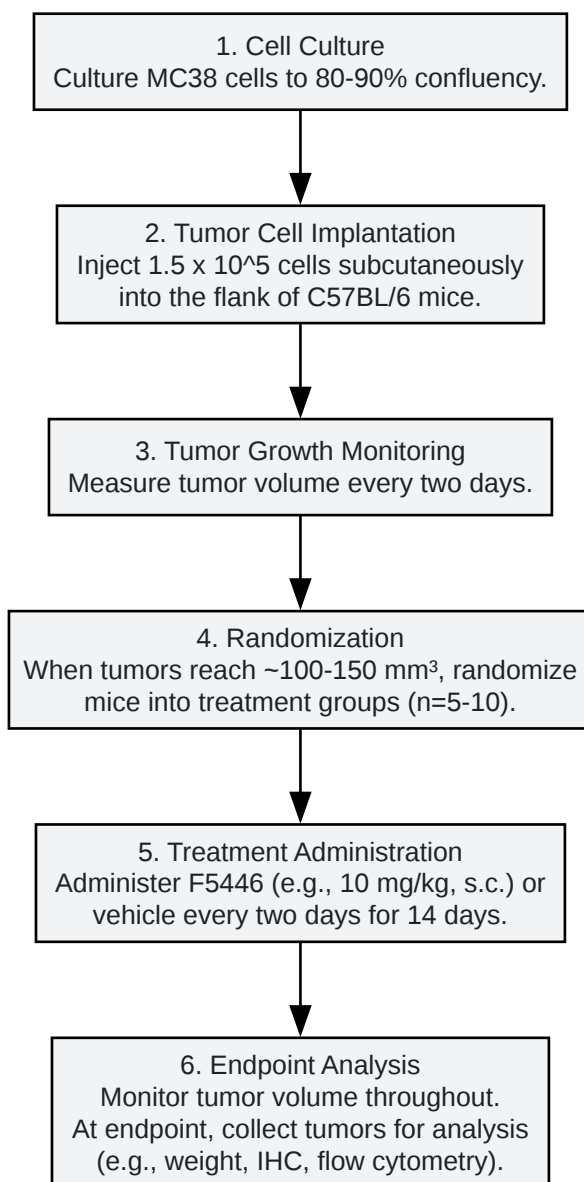 1. Cell Culture
Culture MC38 cells to 80-90% confluency.
2. Tumor Cell Implantation
Inject 1.5 x 10^5 cells subcutaneously
into the flank of C57BL/6 mice.
3. Tumor Growth Monitoring
Measure tumor volume every two days.
4. Randomization
When tumors reach ~100-150 mm³, randomize
mice into treatment groups (n=5-10).
5. Treatment Administration
Administer F5446 (e.g., 10 mg/kg, s.c.) or
vehicle every two days for 14 days.
6. Endpoint Analysis
Monitor tumor volume throughout.
At endpoint, collect tumors for analysis
(e.g., weight, IHC, flow cytometry).